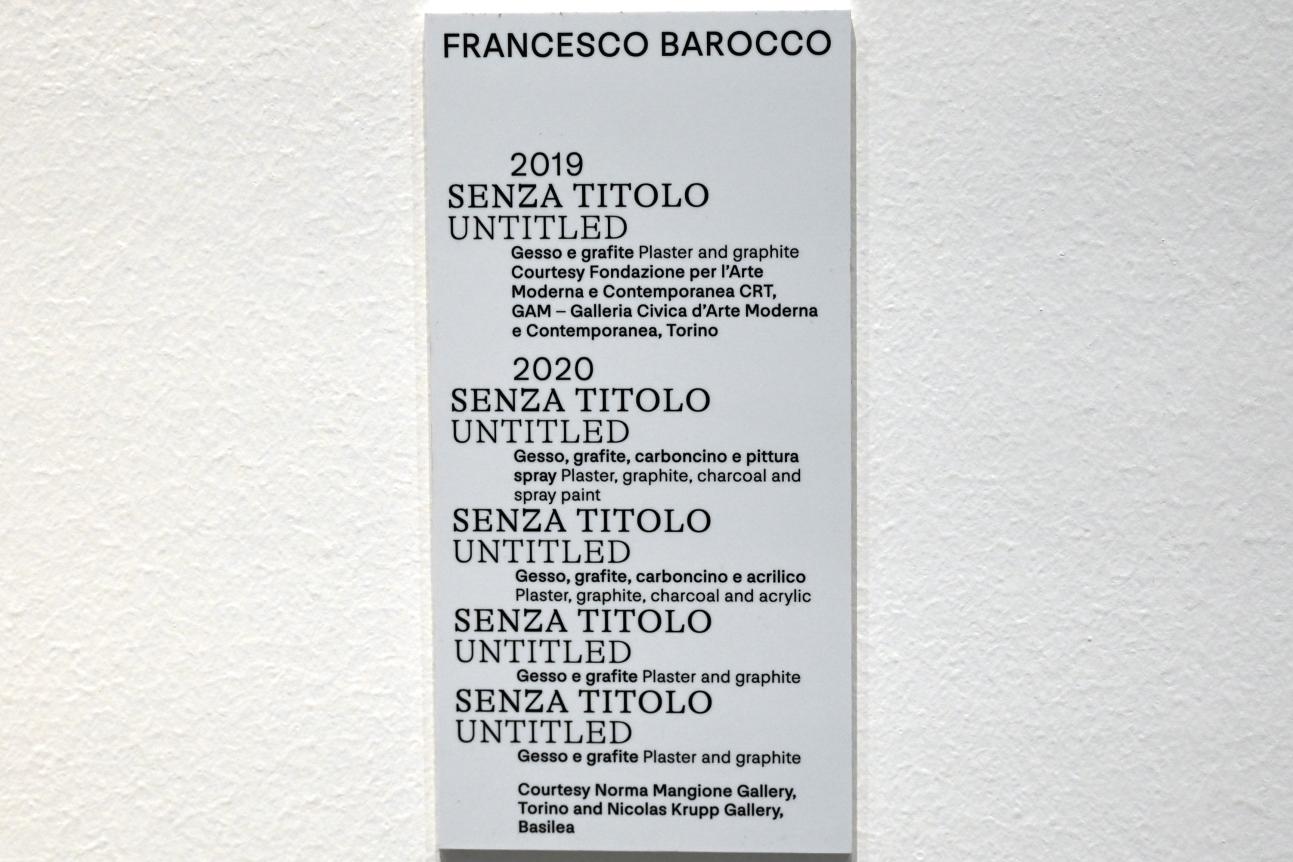 FRANCESCO BAROCCO
2019
SENZA TITOLO
UNTITLED
Gesso e grafite Plaster and graphite
Courtesy Fondazione per l'Arte
Moderna e Contemporanea CRT,
GAM – Galleria Civica d'Arte Moderna
e Contemporanea, Torino
2020
SENZA TITOLO
UNTITLED
Gesso, grafite, carboncino e pittura
spray Plaster, graphite, charcoal and
spray paint
SENZA TITOLO
UNTITLED
Gesso, grafite, carboncino e acrilico
Plaster, graphite, charcoal and acrylic
SENZA TITOLO
UNTITLED
Gesso e grafite Plaster and graphite
SENZA TITOLO
UNTITLED
Gesso e grafite Plaster and graphite
Courtesy Norma Mangione Gallery,
Torino and Nicolas Krupp Gallery,
Basilea